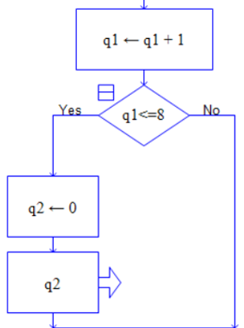 q1 ← q1 + 1
Yes
q1<=8
No
q2 ← 0
q2